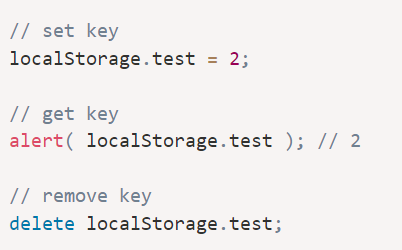 // set key
localStorage.test = 2;
// get key
alert( localStorage.test ); // 2
// remove key
delete localStorage.test;